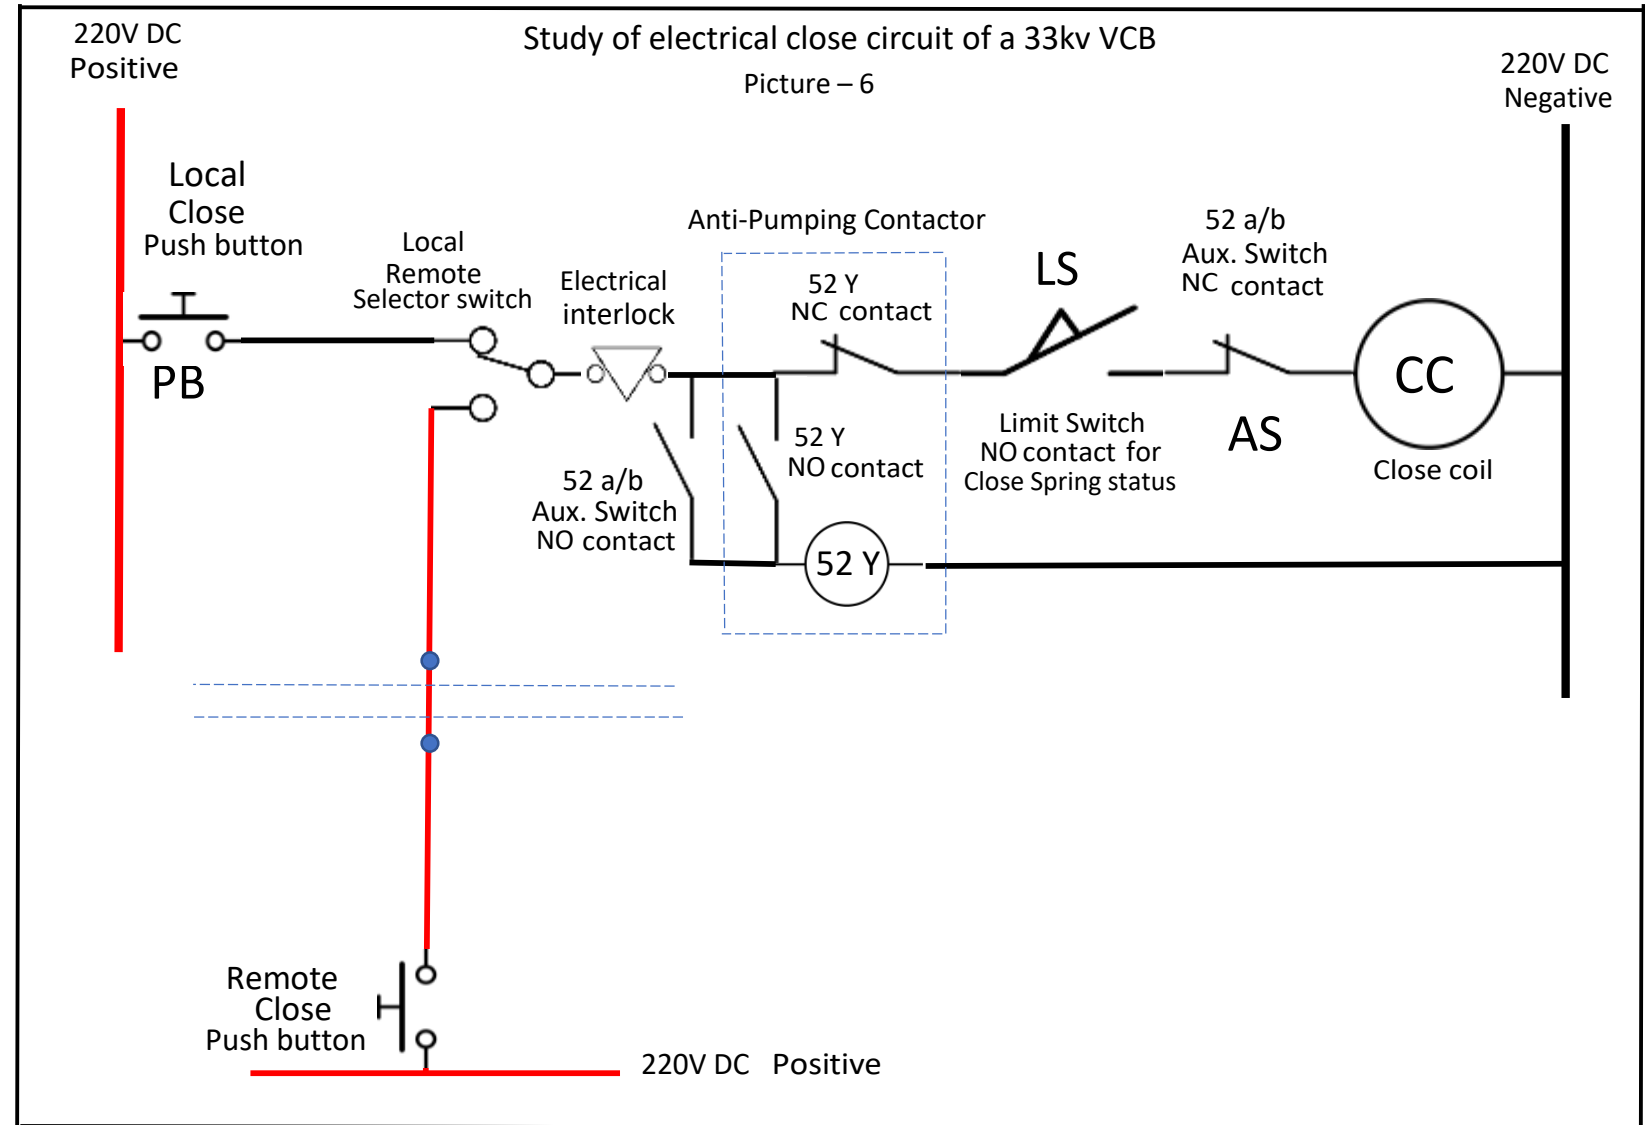 Study of electrical close circuit of a 33kv VCB
Picture – 6
220V DC
Positive
220V DC
Negative
Local
Close
Push button
PB
Local
Remote
Selector switch
Electrical
interlock
Anti-Pumping Contactor
52 Y
NC contact
LS
52 a/b
Aux. Switch
NC contact
CC
Close coil
AS
Limit Switch
NO contact for
Close Spring status
52 Y
NO contact
52 a/b
Aux. Switch
NO contact
52 Y
Remote
Close
Push button
220V DC Positive